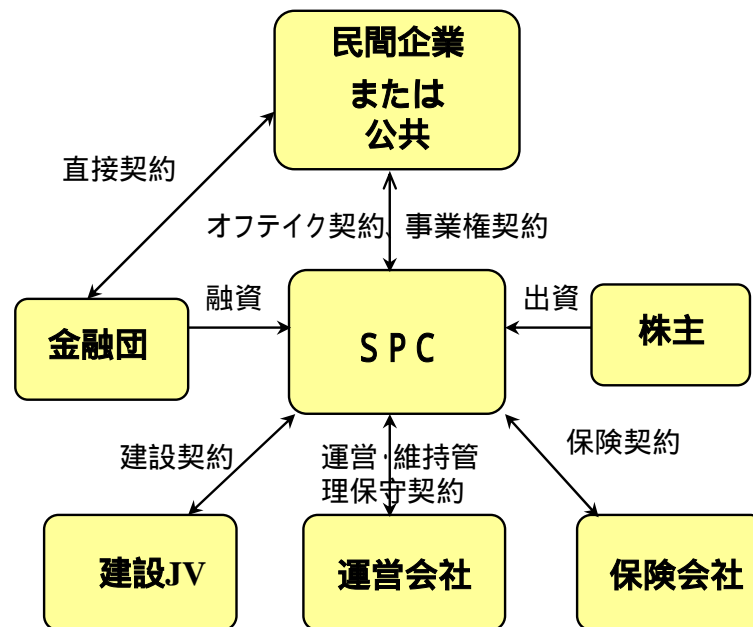 民間企業
または
公共
直接契約
オフテイク契約、事業権契約
融資
出資
金融団
SPC
株主
建設契約
運営・維持管
理保守契約
保険契約
建設JV
運営会社
保険会社